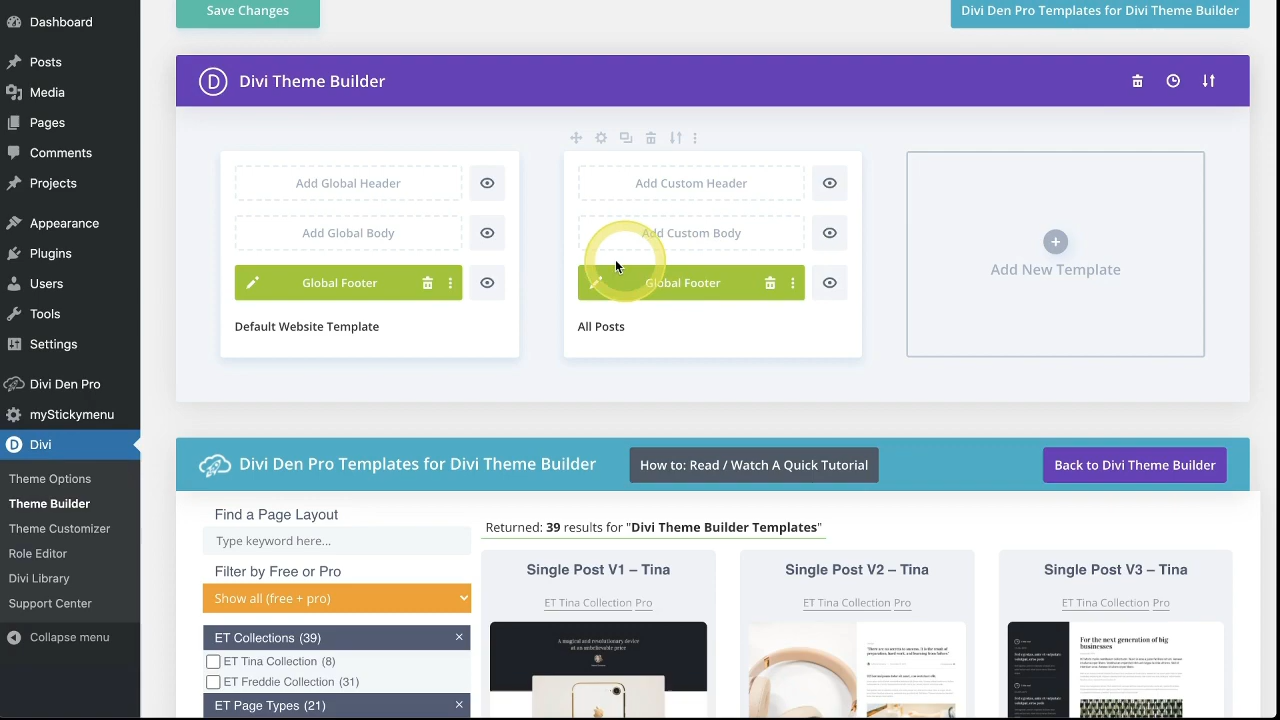 Dashboard
Posts
Media
Pages
Comments
Projects
Appearance
Plugins
Users
Tools
Settings
Divi Den Pro
myStickymenu
Divi
Theme Options
Theme Builder
Theme Customizer
Role Editor
Divi Library
Support Center
Collapse menu
Save Changes
Divi Den Pro Templates for Divi Theme Builder
D Divi Theme Builder
Add Global Header
Add Global Body
Global Footer
Default Website Template
Add Custom Header
Add Custom Body
Global Footer
All Posts
Add New Template
Divi Den Pro Templates for Divi Theme Builder
How to: Read / Watch A Quick Tutorial
Back to Divi Theme Builder
Find a Page Layout
Type keyword here...
Filter by Free or Pro
Show all (free + pro)
ET Collections (39)
ET Tina Collection
ET Freddie Collection
ET Page Types
Returned: 39 results for "Divi Theme Builder Templates"
Single Post V1 – Tina
ET Tina Collection Pro
A magical and revolutionary device
at an unbelievable price
Single Post V2 – Tina
ET Tina Collection Pro
Single Post V3 – Tina
ET Tina Collection Pro
For the next generation of big
businesses